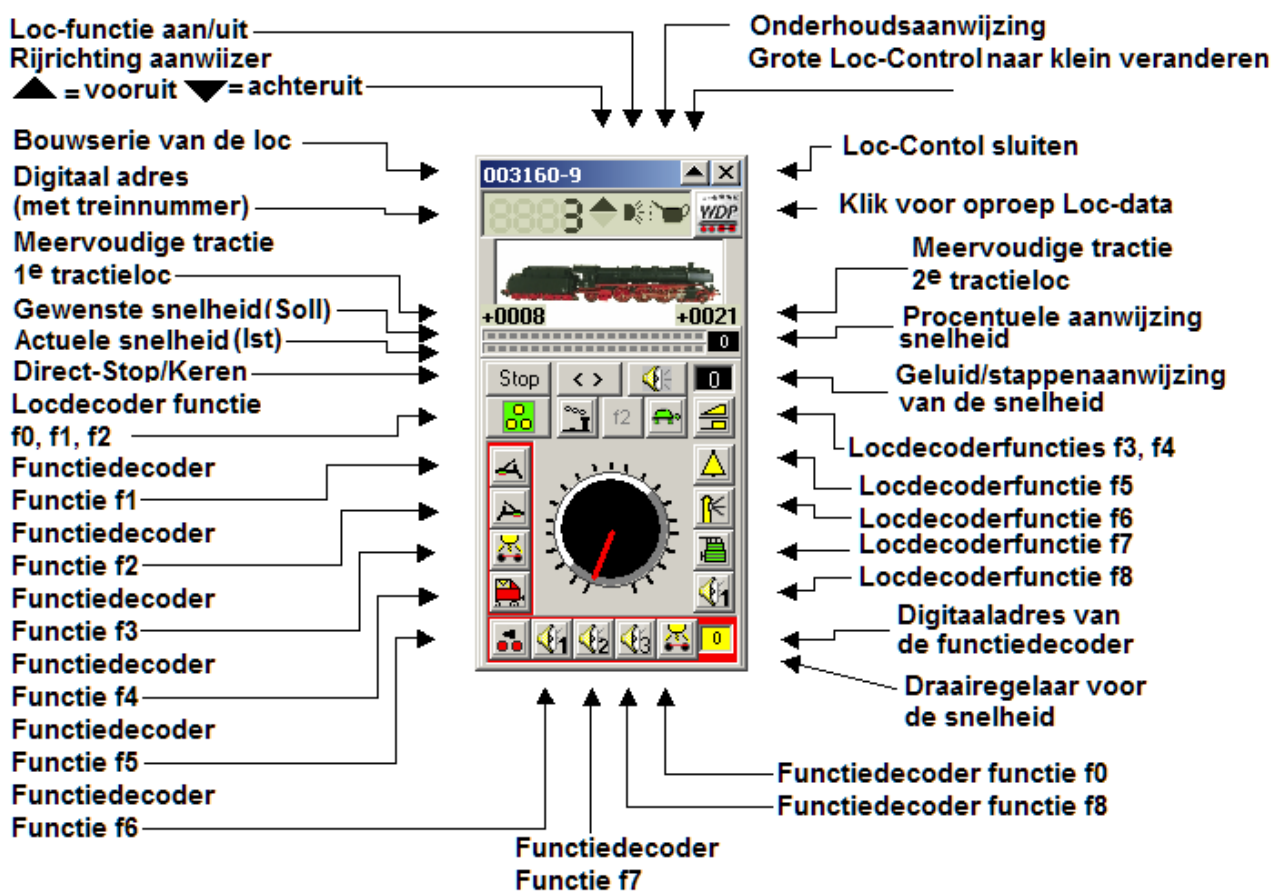 Loc-functie aan/uit
Rijrichting aanwiizer
▲ = vooruit ▼ = achteruit
Bouwserie van de loc
Digitaal adres
(met treinnummer)
Meervoudige tractie
1e tractieloc
Gewenste snelheid (Soll)
Actuele snelheid (Ist)
Direct-Stop/Keren
Locdecoder functie
f0, f1, f2
Functiedecoder
Functie f1
Functiedecoder
Functie f2
Functiedecoder
Functie f3
Functiedecoder
Functie f4
Functiedecoder
Functie f5
Functiedecoder
Functie f6
Onderhoudsaanwijzing
Grote Loc-Control naar klein veranderen
Loc-Contol sluiten
Klik voor oproep Loc-data
Meervoudige tractie
2e tractieloc
Procentuele aanwijzing
snelheid
Geluid/stappenaanwijzing
van de snelheid
Locdecoderfuncties f3, f4
Locdecoderfunctie f5
Locdecoderfunctie f6
Locdecoderfunctie f7
Locdecoderfunctie f8
Digitaaladres van
de functiedecoder
Draairegelaar voor
de snelheid
Functiedecoder functie f0
Functiedecoder functie f8
Functiedecoder
Functie f7
003160-9
3
WDP
+0008 +0021
0
Stop < > 0
f2
1
1 2 3 0